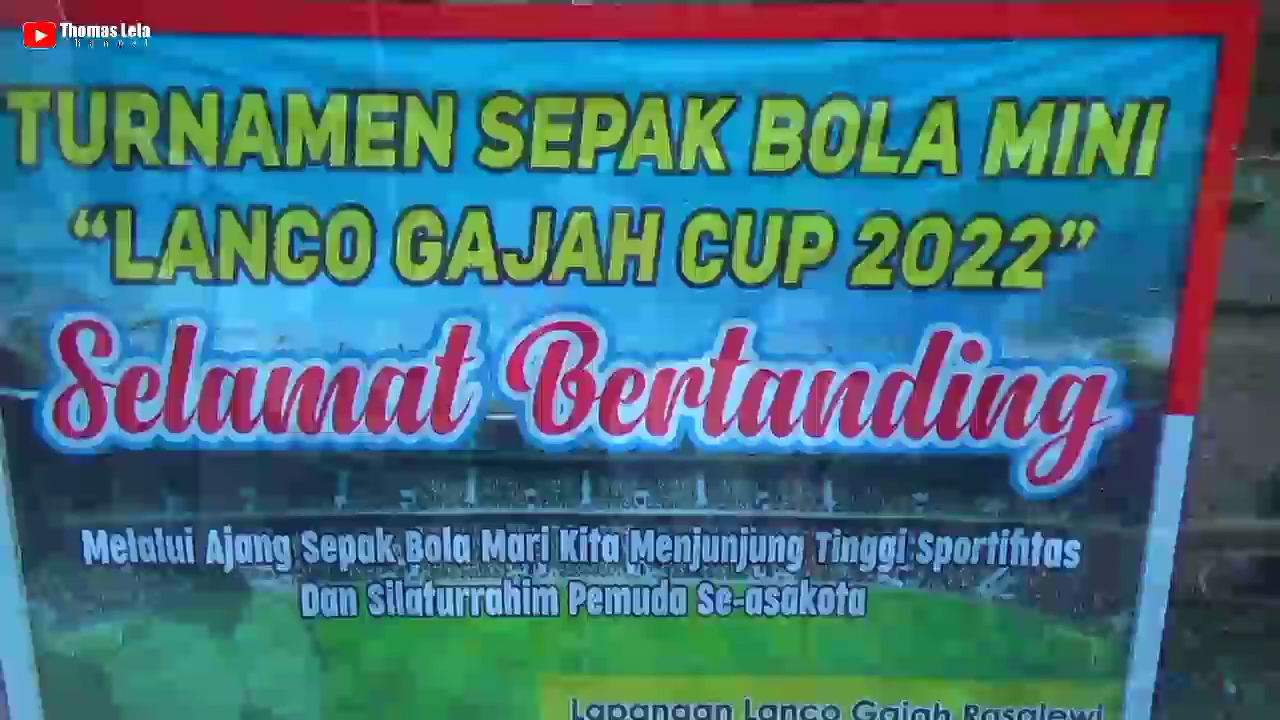 Thomas Lela
Channel
TURNAMEN SEPAK BOLA MINI
“LANCO GAJAH CUP 2022”
Selamat Bertanding
Melalui Ajang Sepak Bola Mari Kita Menjunjung Tinggi Sportifitas
Dan Silaturrahim Pemuda Se-asakota
Lapangan Lanco Gajah Rasalewi